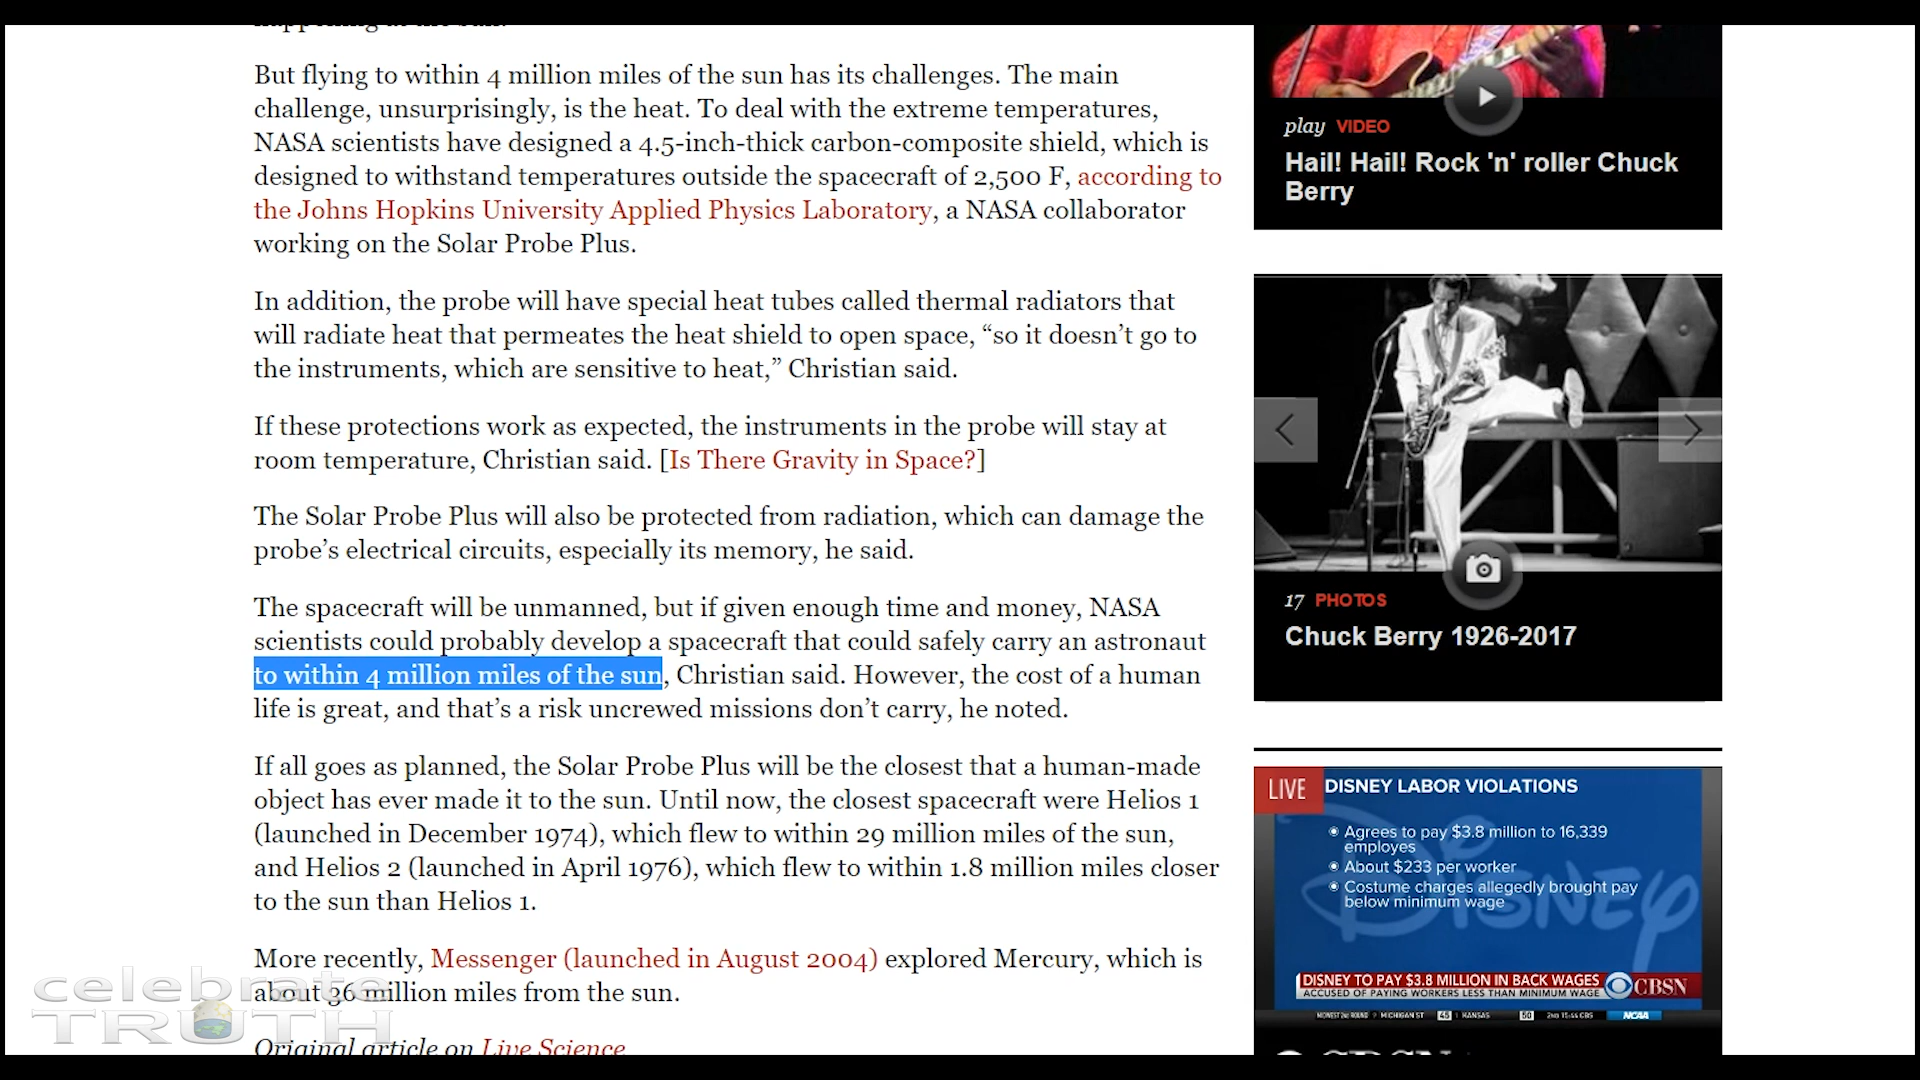 But flying to within 4 million miles of the sun has its challenges. The main
challenge, unsurprisingly, is the heat. To deal with the extreme temperatures,
NASA scientists have designed a 4.5-inch-thick carbon-composite shield, which is
designed to withstand temperatures outside the spacecraft of 2,500 F, according to
the Johns Hopkins University Applied Physics Laboratory, a NASA collaborator
working on the Solar Probe Plus.
In addition, the probe will have special heat tubes called thermal radiators that
will radiate heat that permeates the heat shield to open space, “so it doesn’t go to
the instruments, which are sensitive to heat,” Christian said.
If these protections work as expected, the instruments in the probe will stay at
room temperature, Christian said. [Is There Gravity in Space?]
The Solar Probe Plus will also be protected from radiation, which can damage the
probe’s electrical circuits, especially its memory, he said.
The spacecraft will be unmanned, but if given enough time and money, NASA
scientists could probably develop a spacecraft that could safely carry an astronaut
to within 4 million miles of the sun, Christian said. However, the cost of a human
life is great, and that’s a risk uncrewed missions don’t carry, he noted.
If all goes as planned, the Solar Probe Plus will be the closest that a human-made
object has ever made it to the sun. Until now, the closest spacecraft were Helios 1
(launched in December 1974), which flew to within 29 million miles of the sun,
and Helios 2 (launched in April 1976), which flew to within 1.8 million miles closer
to the sun than Helios 1.
More recently, Messenger (launched in August 2004) explored Mercury, which is
about 36 million miles from the sun.
Original article on Live Science
celebrate
TRUTH
play VIDEO
Hail! Hail! Rock 'n' roller Chuck
Berry
17 PHOTOS
Chuck Berry 1926-2017
LIVE
DISNEY LABOR VIOLATIONS
Agrees to pay $3.8 million to 16,339
employes
About $233 per worker
Costume charges allegedly brought pay
below minimum wage
DISNEY
DISNEY TO PAY $3.8 MILLION IN BACK WAGES
ACCUSED OF PAYING WORKERS LESS THAN MINIMUM WAGE
CBSN
MICHIGAN ST 45 KANSAS 50 2ND 15:44 CBS NCAA